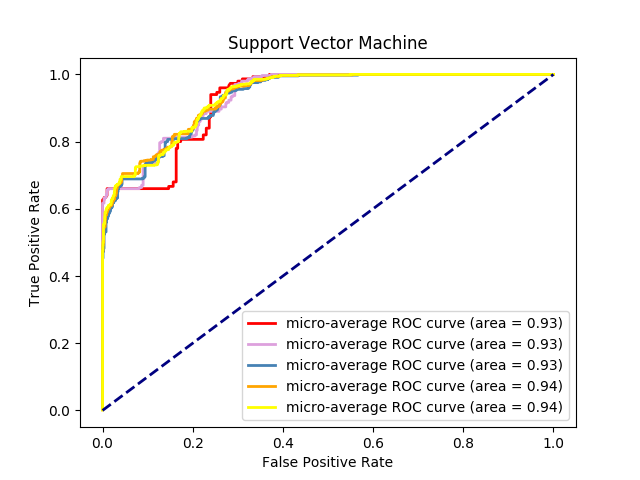 Support Vector Machine
1.0
0.8
0.6
0.4
0.2
0.0
True Positive Rate
micro-average ROC curve (area = 0.93)
micro-average ROC curve (area = 0.93)
micro-average ROC curve (area = 0.93)
micro-average ROC curve (area = 0.94)
micro-average ROC curve (area = 0.94)
0.0 0.2 0.4 0.6 0.8 1.0
False Positive Rate